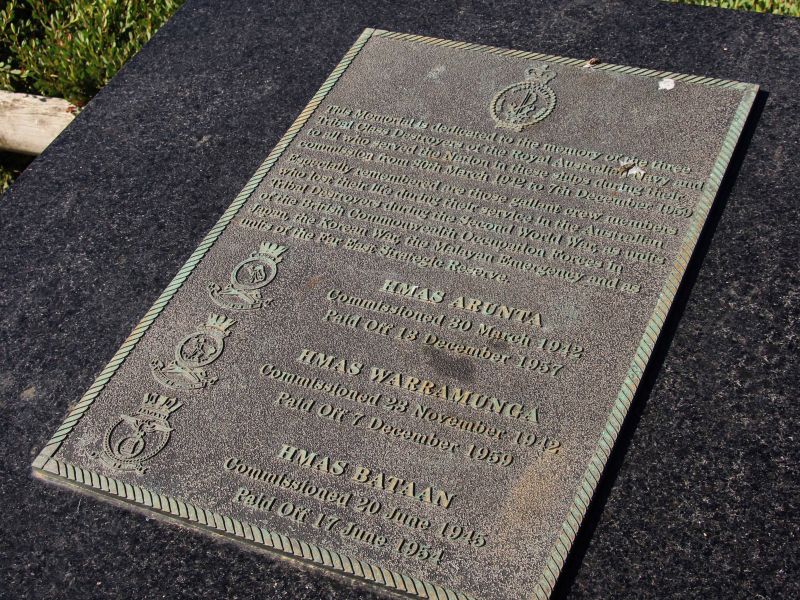 This Memorial is dedicated to the memory of the three
Tribal Class Destroyers of the Royal Australian Navy and
to all who served the Nation in these ships during their
commission from 30th March 1942 to 7th December 1959
Especially remembered are those gallant crew members
who lost their life during their service in the Australian
Tribal Destroyers during the Second World War, as units
of the British Commonwealth Occupation Forces in
Japan, the Korean War, the Malayan Emergency and as
units of the Far East Strategic Reserve.
HMAS ARUNTA
Commissioned 30 March 1942
Paid Off 13 December 1957
HMAS WARRAMUNGA
Commissioned 23 November 1942
Paid Off 7 December 1959
HMAS BATAAN
Commissioned 20 June 1945
Paid Off 17 June 1954